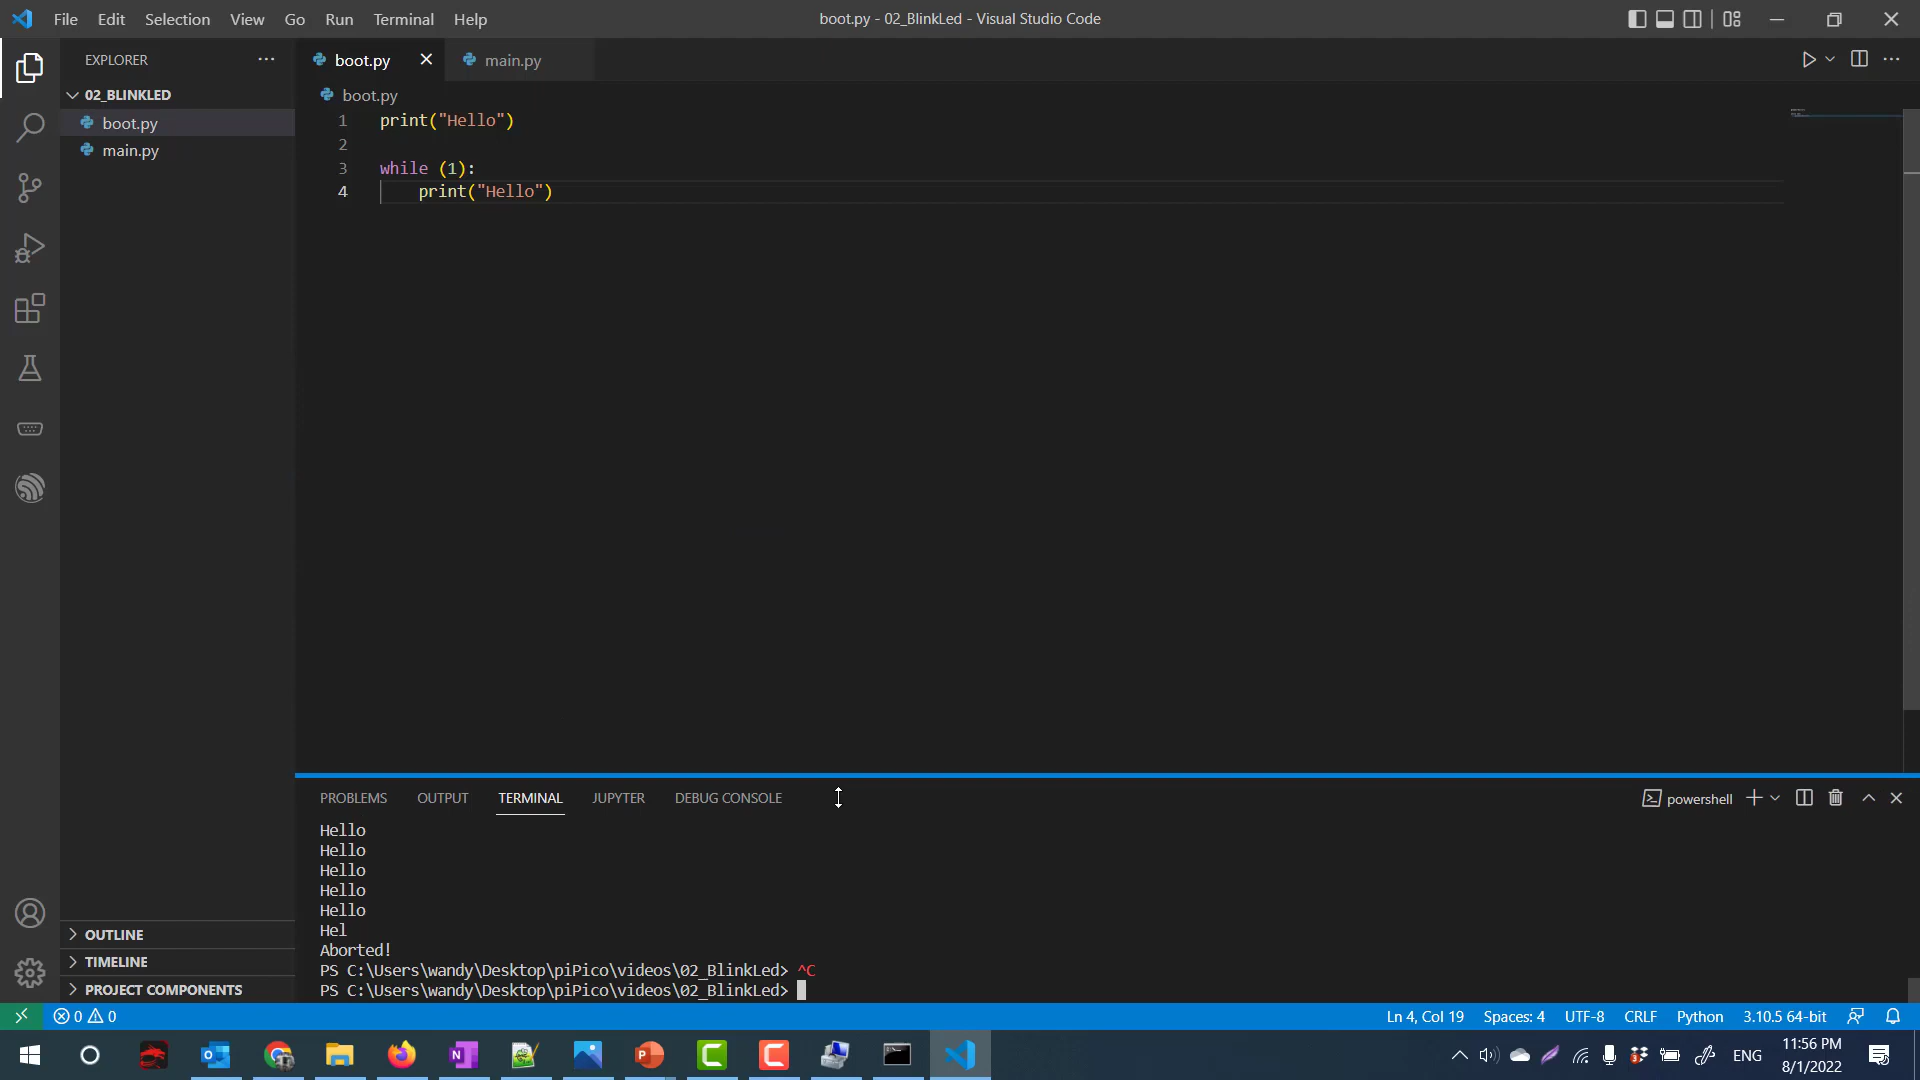 File Edit Selection View Go Run Terminal Help
boot.py - 02_BlinkLed - Visual Studio Code
EXPLORER
02_BLINKLED
boot.py
main.py
OUTLINE
TIMELINE
PROJECT COMPONENTS
boot.py
main.py
boot.py
1 print("Hello")
2
3 while (1):
4 print("Hello")
PROBLEMS OUTPUT TERMINAL JUPYTER DEBUG CONSOLE
powershell
Hello
Hello
Hello
Hello
Hello
Hel
Aborted!
PS C:\Users\wandy\Desktop\piPico\videos\02_BlinkLed> ^C
PS C:\Users\wandy\Desktop\piPico\videos\02_BlinkLed>
0 0
Ln 4, Col 19 Spaces: 4 UTF-8 CRLF Python 3.10.5 64-bit
ENG
11:56 PM
8/1/2022